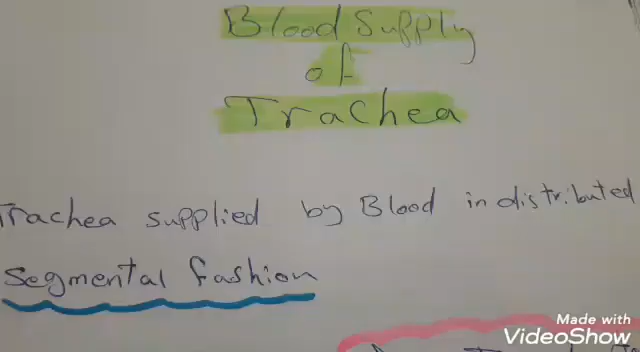 Blood Supply
of
Trachea
Trachea supplied by Blood in distributed
Segmental fashion
Made with
VideoShow